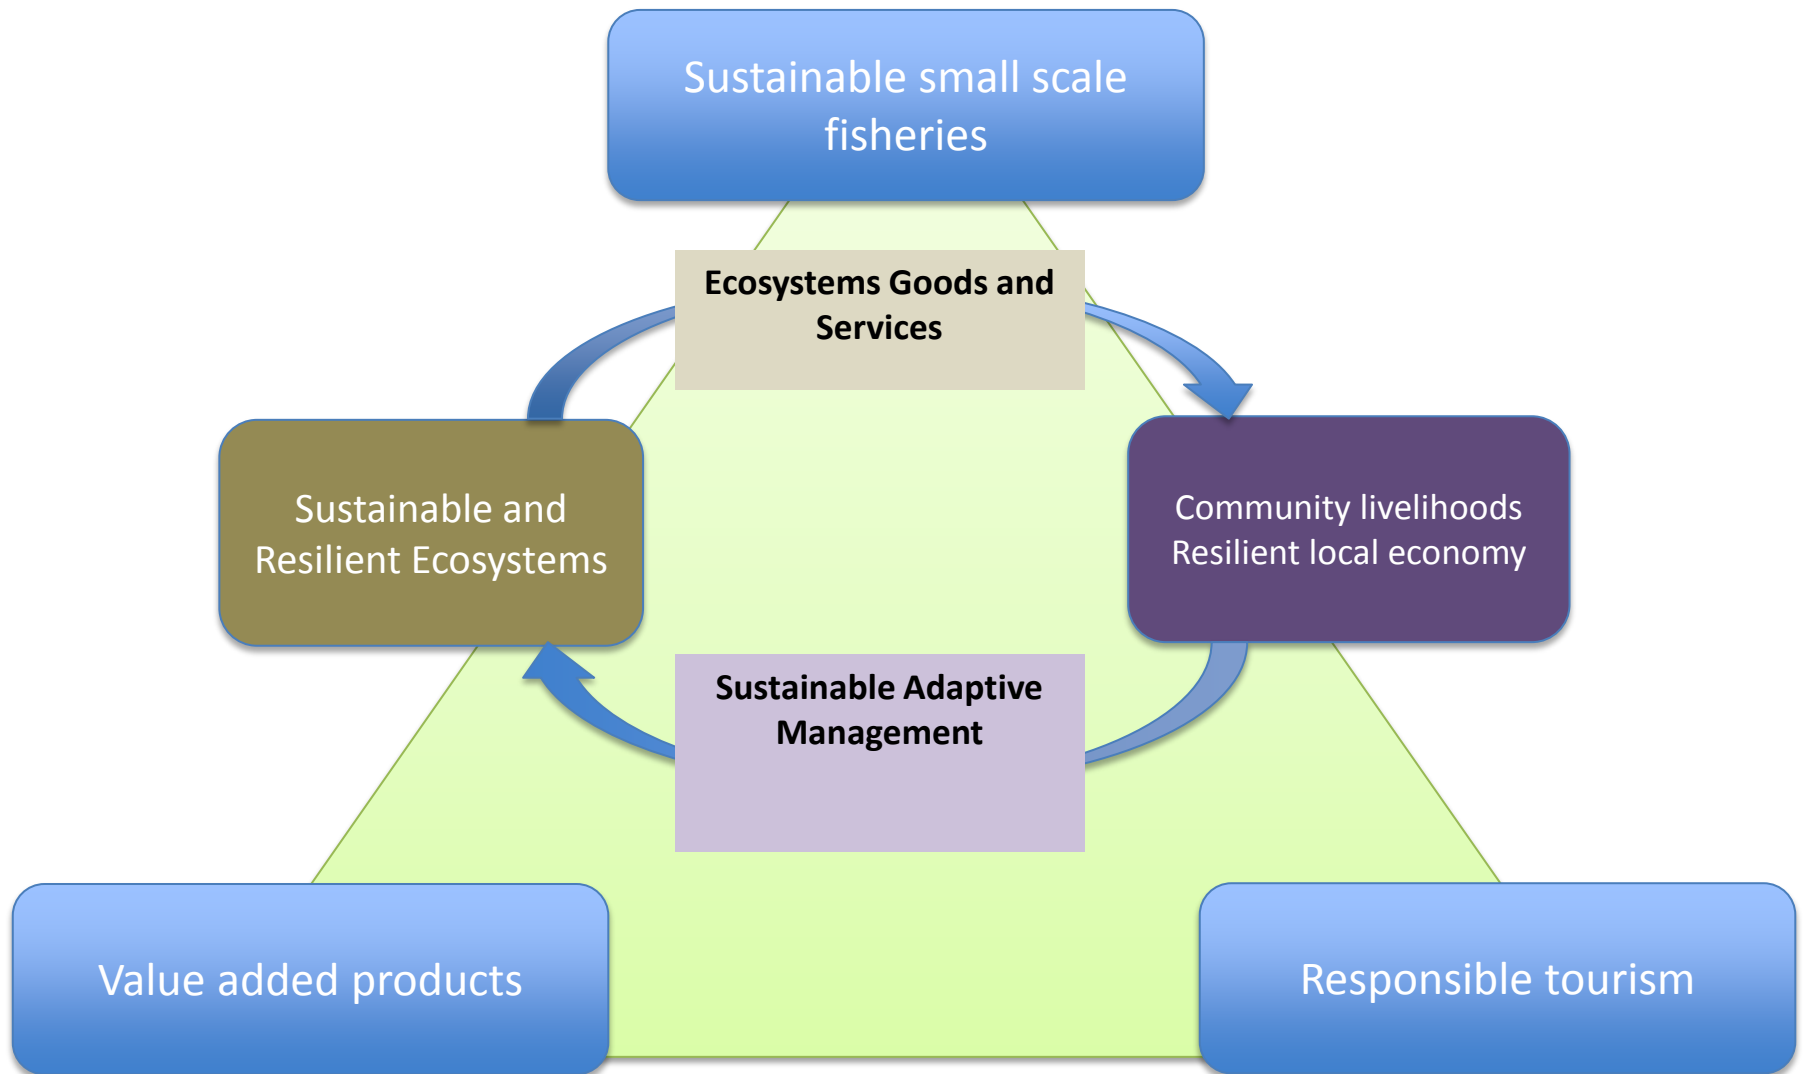 Sustainable small scale
fisheries
Ecosystems Goods and
Services
Sustainable and
Resilient Ecosystems
Community livelihoods
Resilient local economy
Sustainable Adaptive
Management
Value added products
Responsible tourism